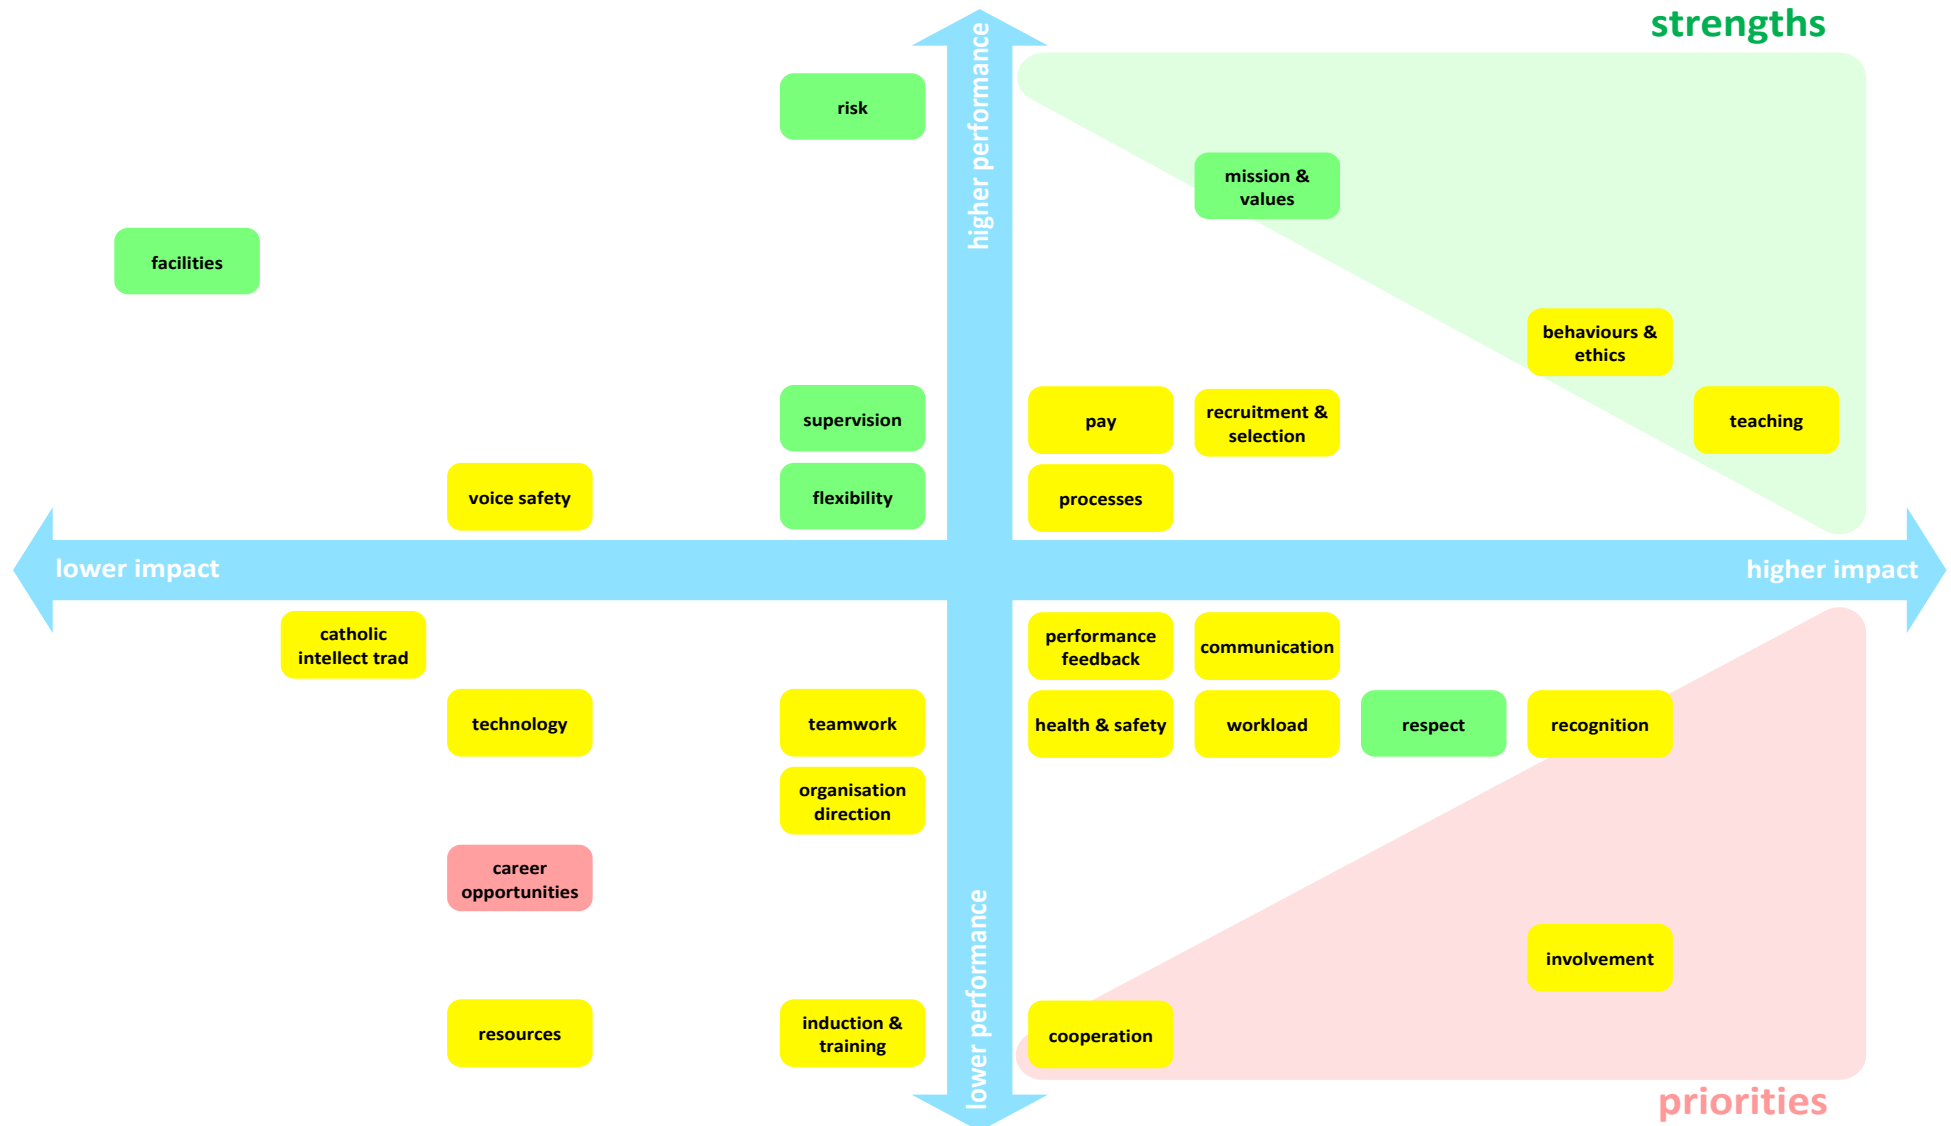 strengths
higher performance
risk
mission &
values
facilities
behaviours &
ethics
supervision
pay
recruitment &
selection
teaching
voice safety
flexibility
processes
lower impact
higher impact
catholic
intellect trad
performance
feedback
communication
technology
teamwork
health & safety
workload
respect
recognition
organisation
direction
career
opportunities
lower performance
involvement
resources
induction &
training
cooperation
priorities